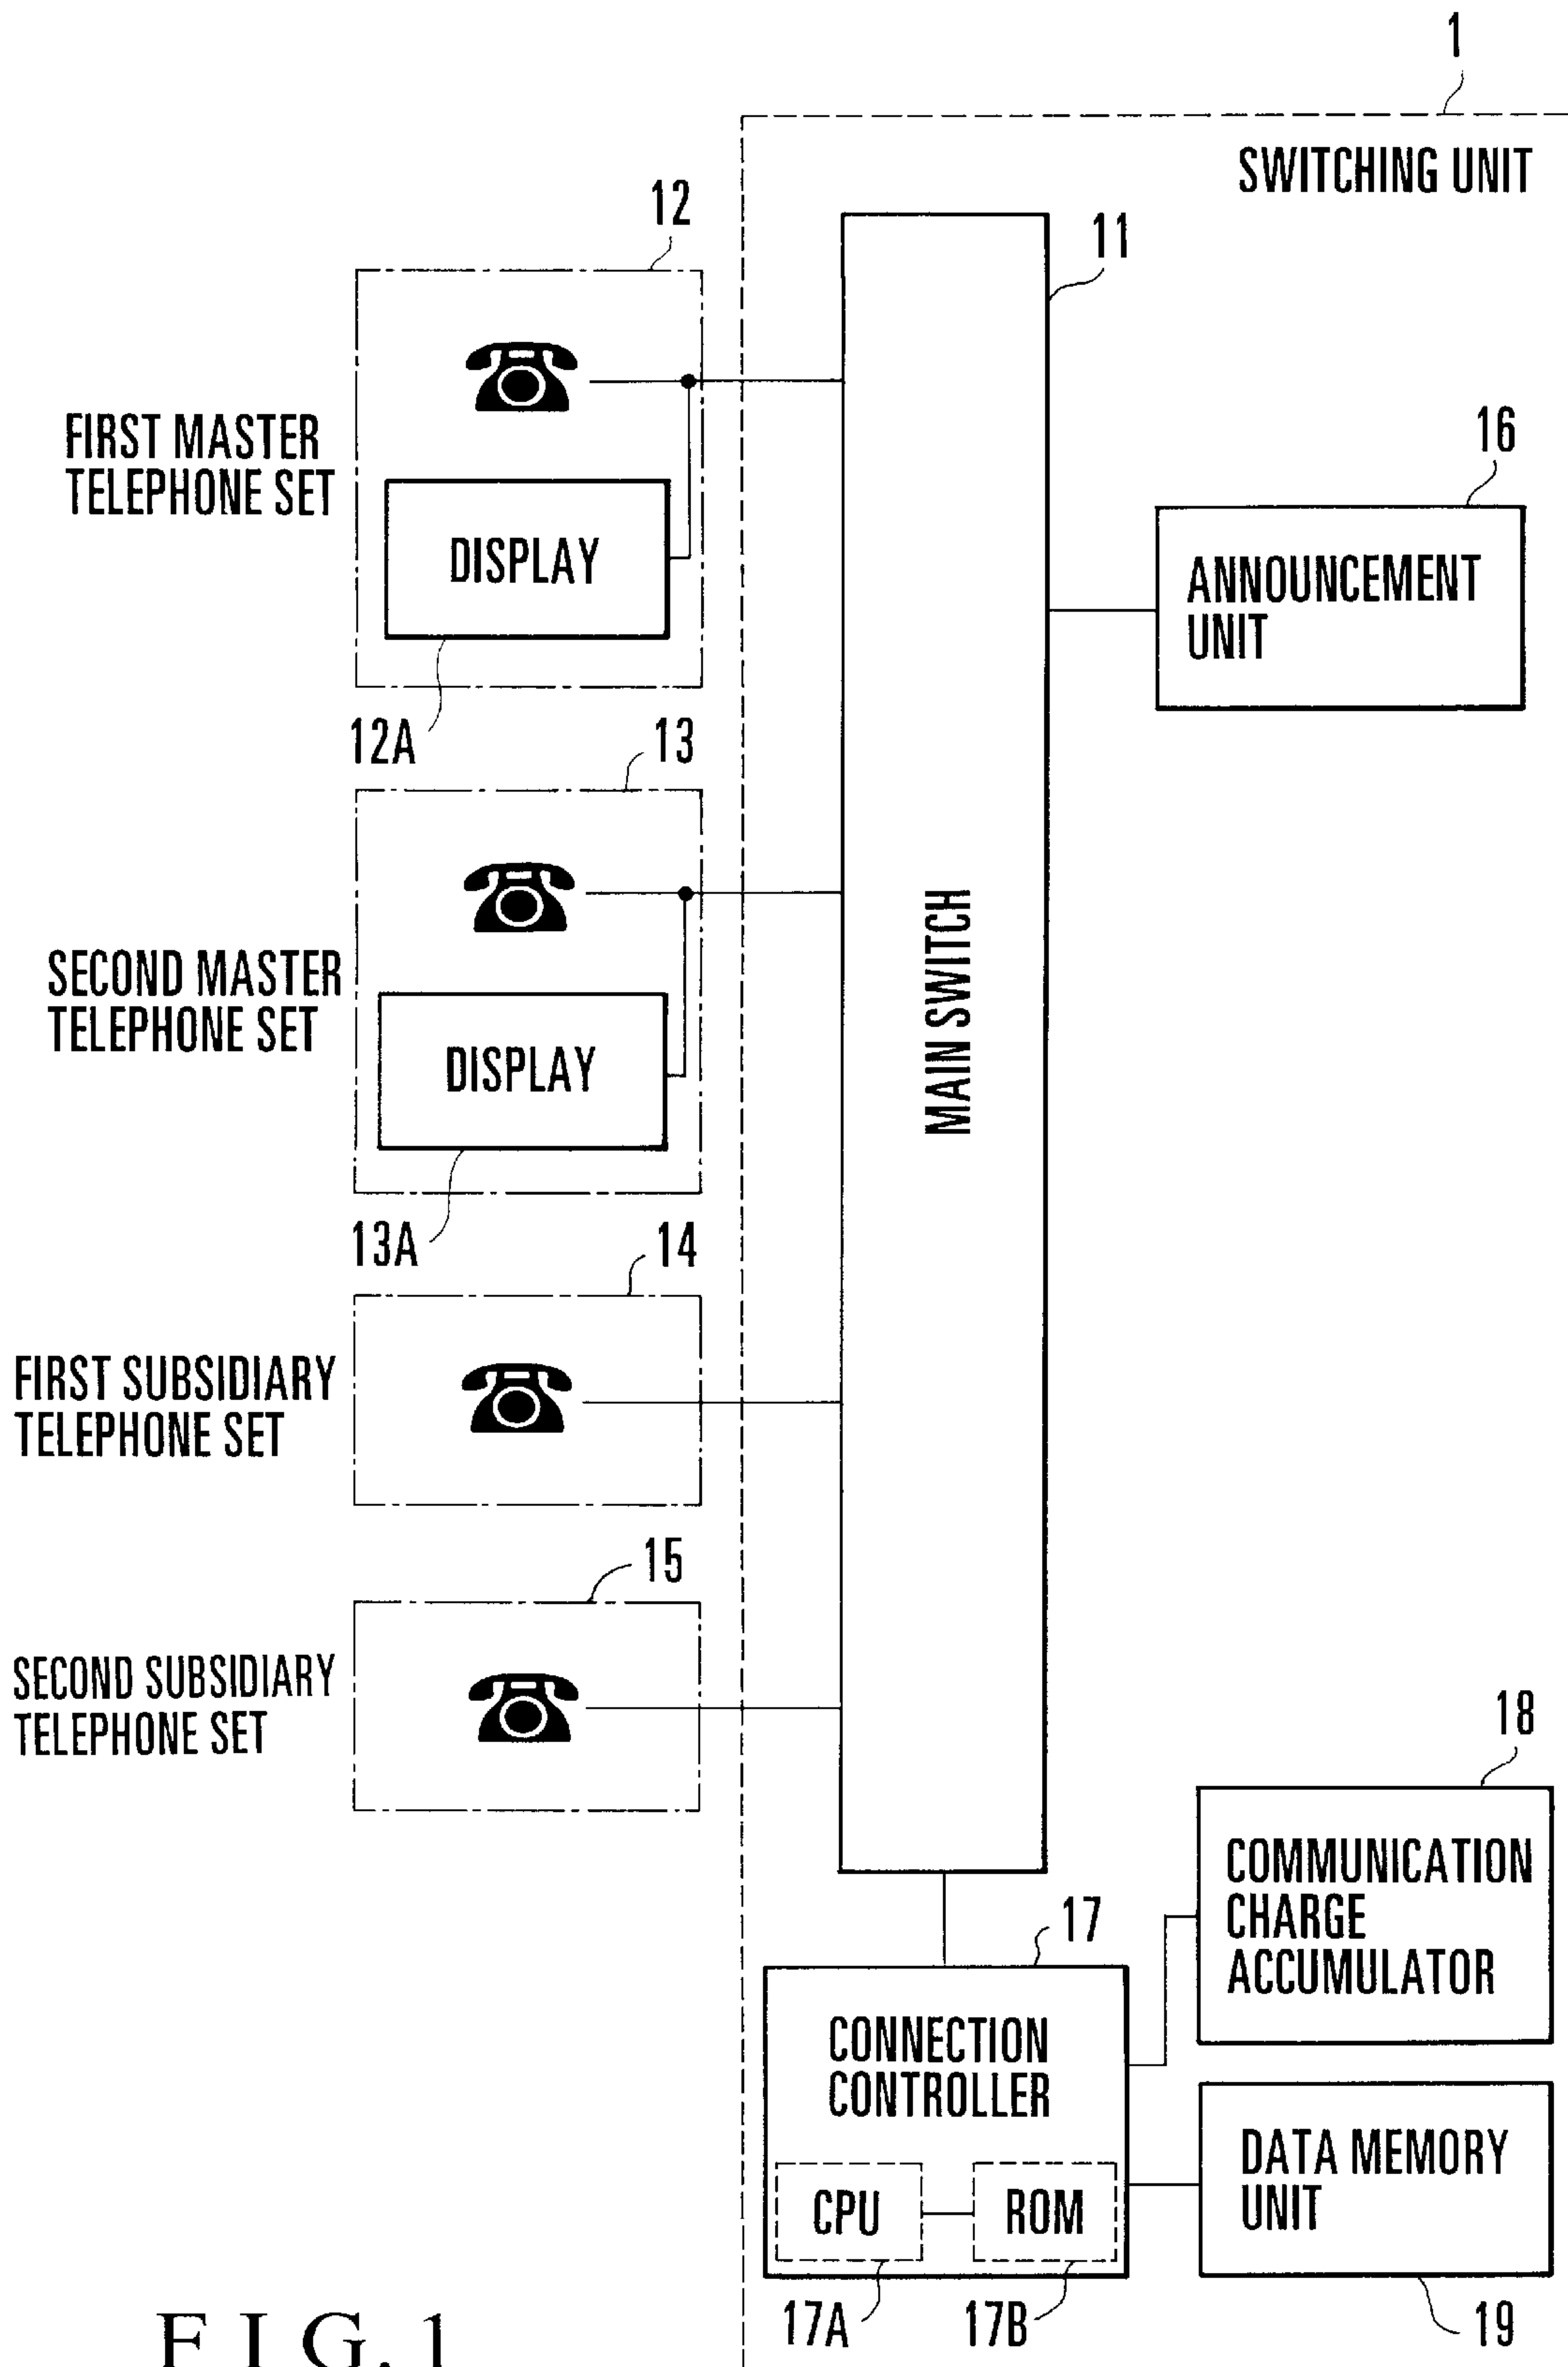 1
SWITCHING UNIT
12
11
FIRST MASTER
TELEPHONE SET
DISPLAY
12A
16
ANNOUNCEMENT
UNIT
13
SECOND MASTER
TELEPHONE SET
DISPLAY
13A
MAIN SWITCH
14
FIRST SUBSIDIARY
TELEPHONE SET
15
SECOND SUBSIDIARY
TELEPHONE SET
18
COMMUNICATION
CHARGE
ACCUMULATOR
17
CONNECTION
CONTROLLER
CPU
ROM
17A
17B
DATA MEMORY
UNIT
19
FIG. 1